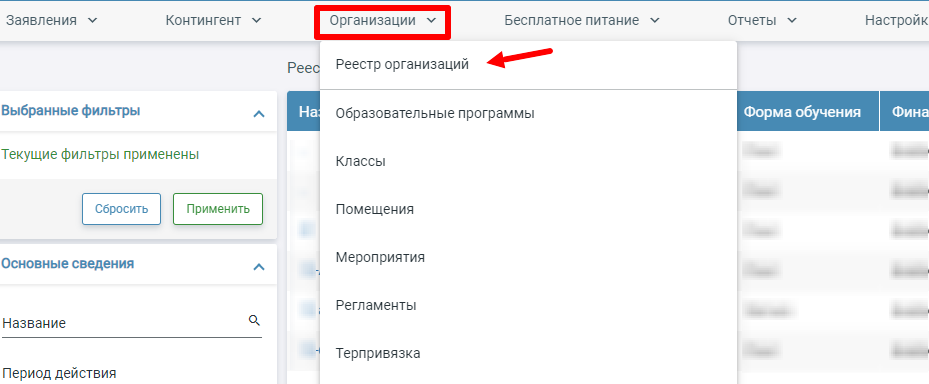 Заявления Контингент Организации Бесплатное питание Отчеты Настройк
Реес
Реестр организаций
Выбранные фильтры
Наз
Форма обучения
Фина
Образовательные программы
Текущие фильтры применены
Классы
Сбросить
Применить
Помещения
Основные сведения
Мероприятия
Название
Регламенты
Терпривязка
Период действия